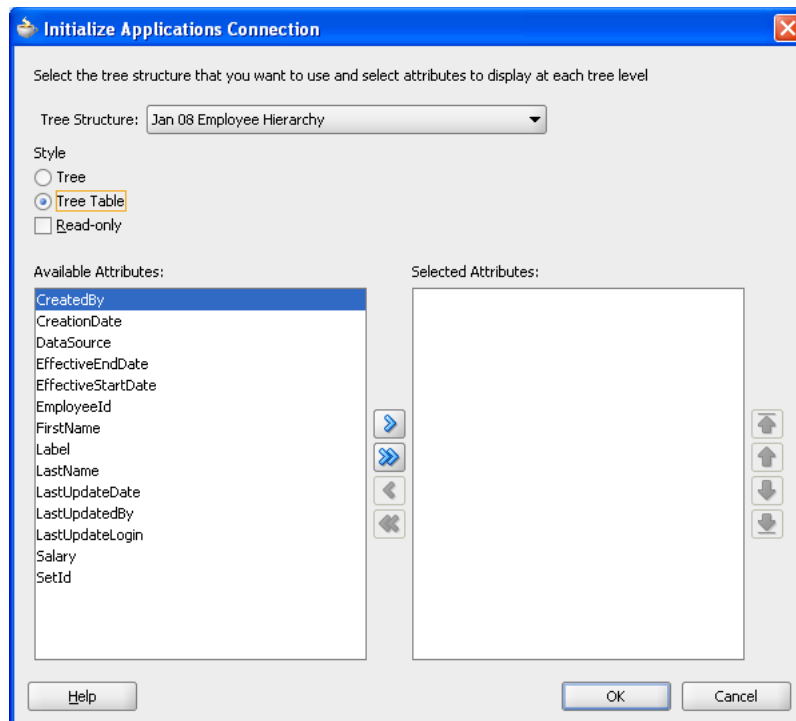 Initialize Applications Connection
Select the tree structure that you want to use and select attributes to display at each tree level
Tree Structure: Jan 08 Employee Hierarchy
Style
Tree
Tree Table
Read-only
Available Attributes:
CreatedBy
CreationDate
DataSource
EffectiveEndDate
EffectiveStartDate
EmployeeId
FirstName
Label
LastName
LastUpdateDate
LastUpdatedBy
LastUpdateLogin
Salary
SetId
Selected Attributes:
Help OK Cancel